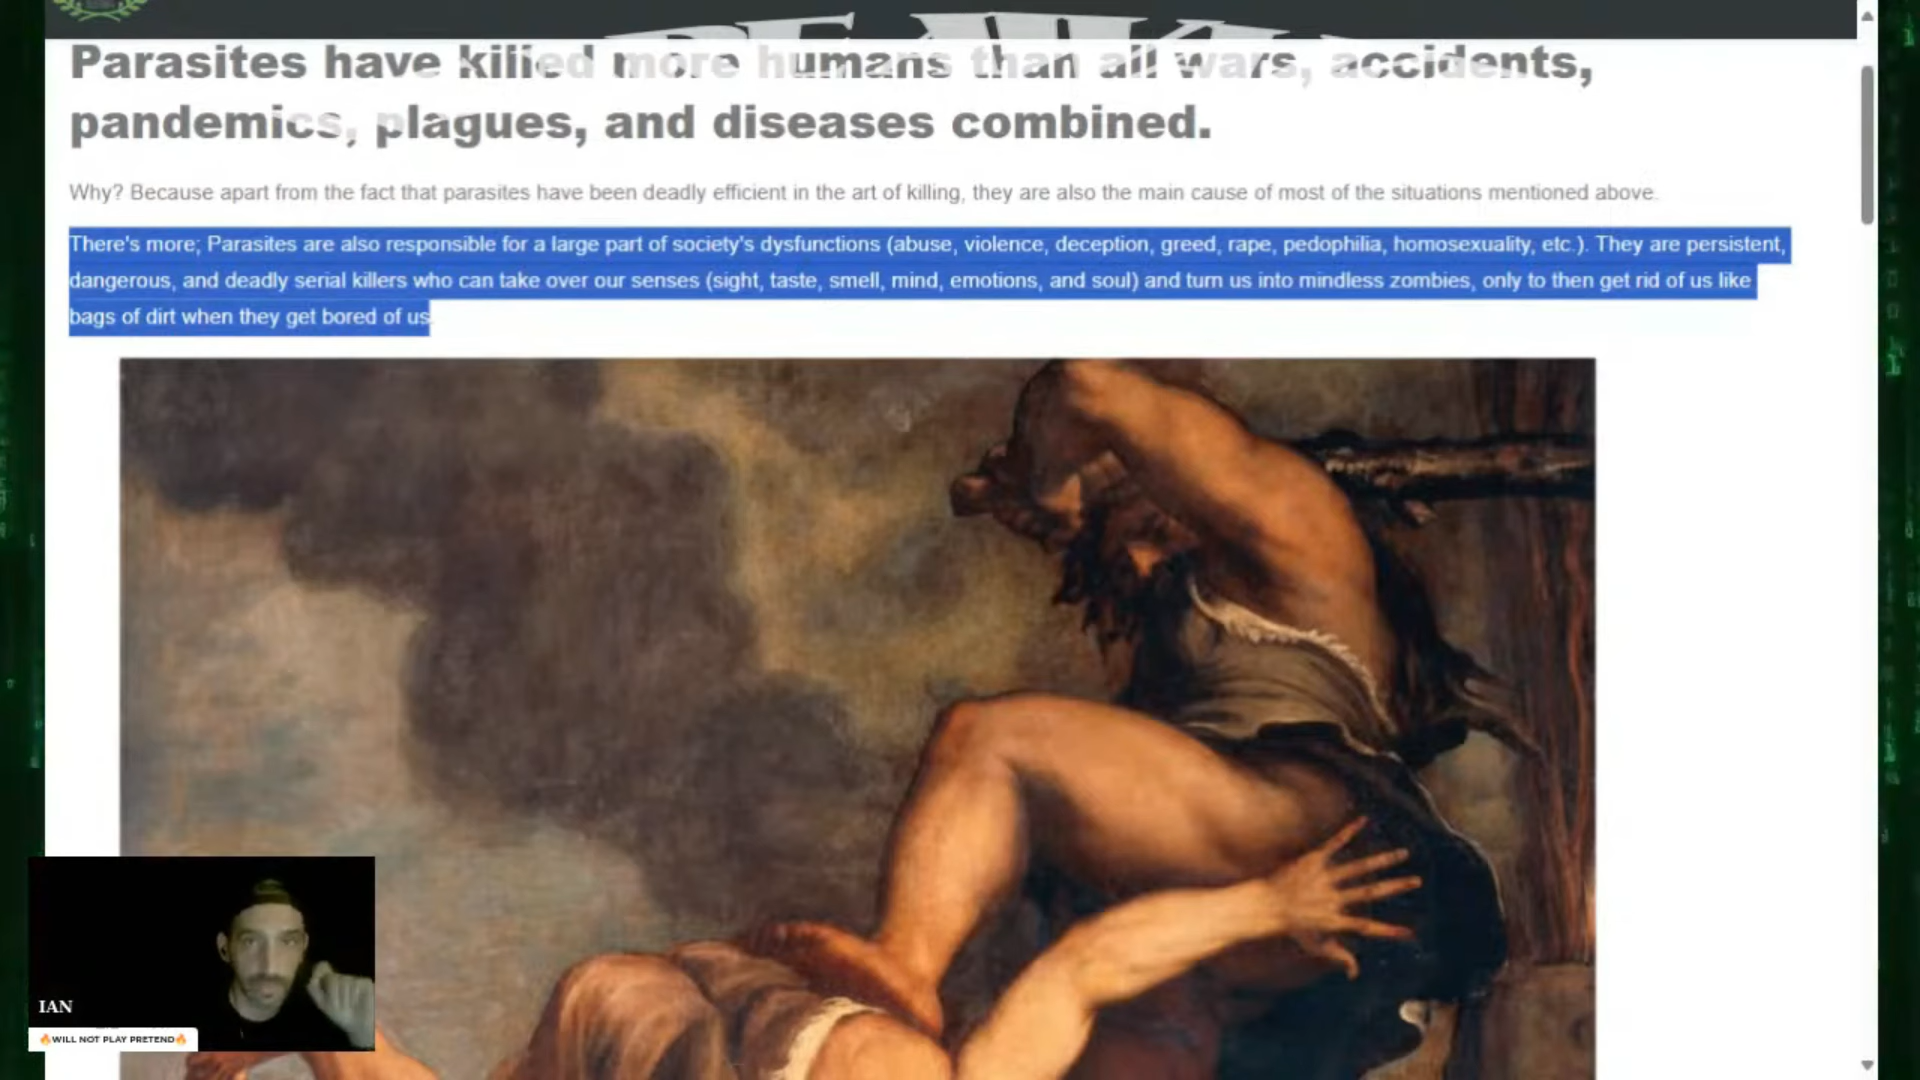 Parasites have killed more humans than all wars, accidents,
pandemics, plagues, and diseases combined.
Why? Because apart from the fact that parasites have been deadly efficient in the art of killing, they are also the main cause of most of the situations mentioned above.
There's more; Parasites are also responsible for a large part of society's dysfunctions (abuse, violence, deception, greed, rape, pedophilia, homosexuality, etc.). They are persistent,
dangerous, and deadly serial killers who can take over our senses (sight, taste, smell, mind, emotions, and soul) and turn us into mindless zombies, only to then get rid of us like
bags of dirt when they get bored of us
IAN
🔥WILL NOT PLAY PRETEND🔥